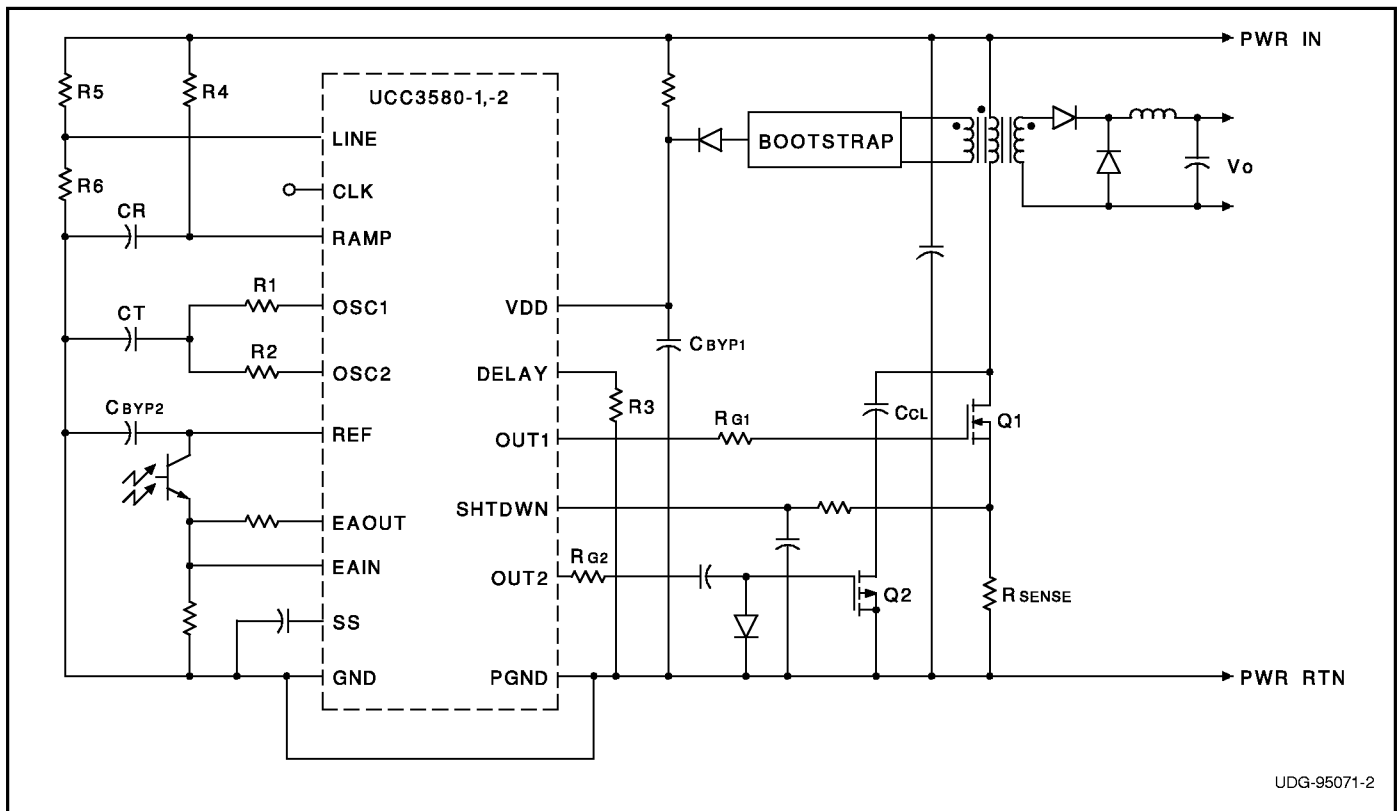 PWR IN
R5
R4
UCC3580-1,-2
LINE
BOOTSTRAP
Vo
R6
CLK
CR
RAMP
R1
CT
OSC1
VDD
R2
OSC2
CBYP1
DELAY
CBYP2
R3
CCL
REF
RG1
Q1
OUT1
SHTDWN
EAOUT
RG2
EAIN
OUT2
Q2
RSENSE
SS
GND
PGND
PWR RTN
UDG-95071-2